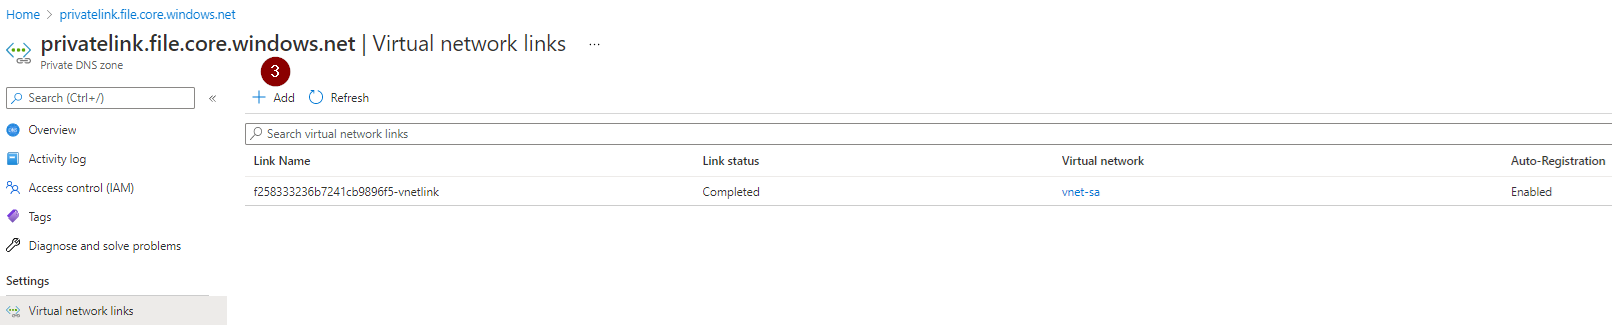 Home > privatelink.file.core.windows.net
privatelink.file.core.windows.net | Virtual network links ...
Private DNS zone
3
Search (Ctrl+/) «
+ Add Refresh
Search virtual network links
Overview
Activity log
Access control (IAM)
Tags
Diagnose and solve problems
Settings
Virtual network links
Link Name Link status Virtual network Auto-Registration
f258333236b7241cb9896f5-vnetlink Completed vnet-sa Enabled